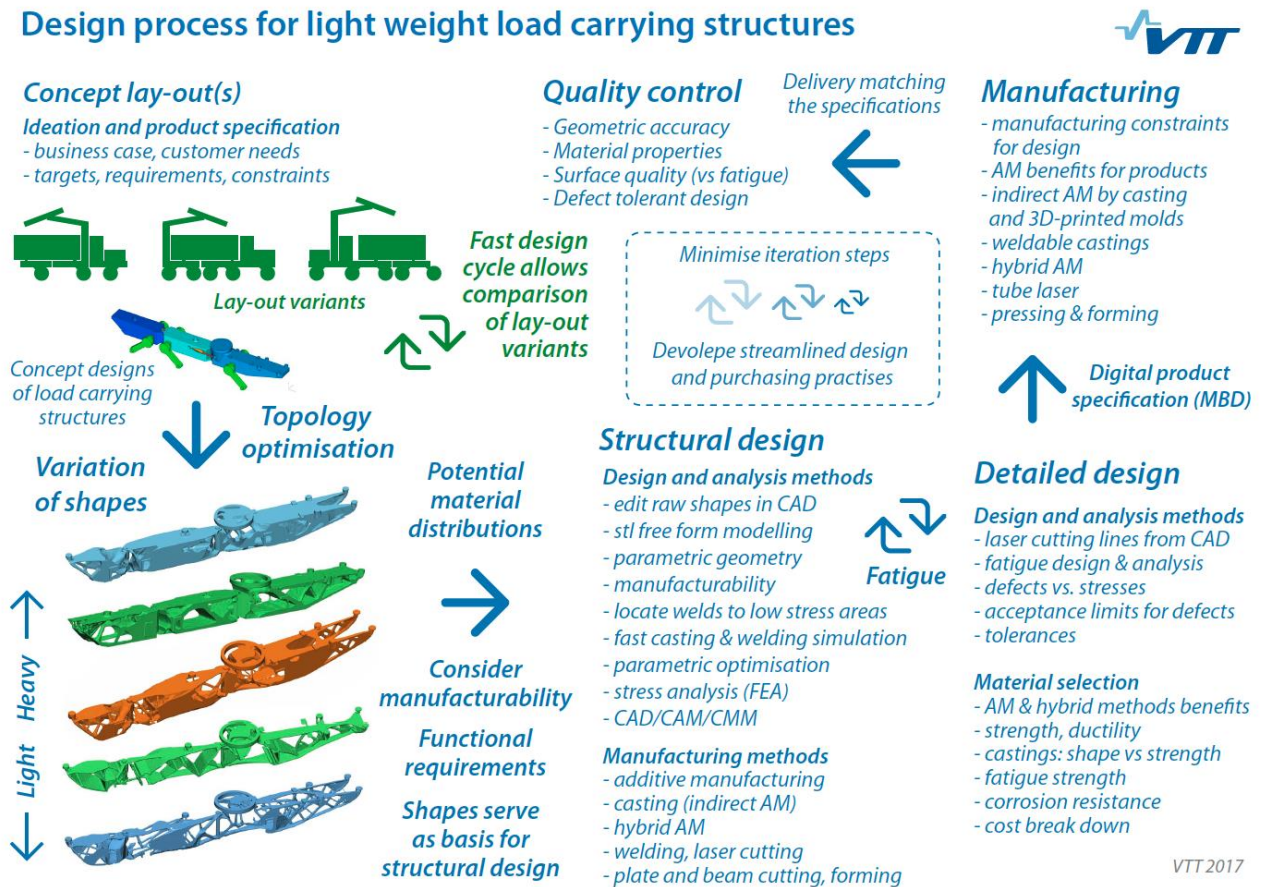 Design process for light weight load carrying structures
VTT
Concept lay-out(s)
Ideation and product specification
- business case, customer needs
- targets, requirements, constraints
Lay-out variants
Fast design
cycle allows
comparison
of lay-out
variants
Concept designs
of load carrying
structures
Topology
optimisation
Variation
of shapes
Heavy
Light
Potential
material
distributions
Consider
manufacturability
Functional
requirements
Shapes serve
as basis for
structural design
Structural design
Design and analysis methods
- edit raw shapes in CAD
- stl free form modelling
- parametric geometry
- manufacturability
- locate welds to low stress areas
- fast casting & welding simulation
- parametric optimisation
- stress analysis (FEA)
- CAD/CAM/CMM
Manufacturing methods
- additive manufacturing
- casting (indirect AM)
- hybrid AM
- welding, laser cutting
- plate and beam cutting, forming
Fatigue
Detailed design
Design and analysis methods
- laser cutting lines from CAD
- fatigue design & analysis
- defects vs. stresses
- acceptance limits for defects
- tolerances
Material selection
- AM & hybrid methods benefits
- strength, ductility
- castings: shape vs strength
- fatigue strength
- corrosion resistance
- cost break down
Digital product
specification (MBD)
Manufacturing
- manufacturing constraints
for design
- AM benefits for products
- indirect AM by casting
and 3D-printed molds
- weldable castings
- hybrid AM
- tube laser
- pressing & forming
Delivery matching
the specifications
Quality control
- Geometric accuracy
- Material properties
- Surface quality (vs fatigue)
- Defect tolerant design
Minimise iteration steps
Devolepe streamlined design
and purchasing practises
VTT 2017